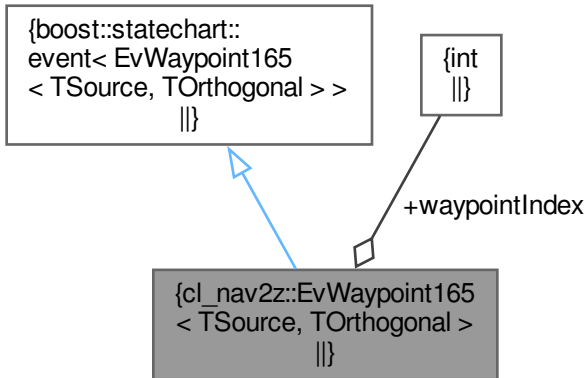 {boost::statechart::
event< EvWaypoint165
< TSource, TOrthogonal > >
||}
{int
||}
+waypointIndex
{cl_nav2z::EvWaypoint165
< TSource, TOrthogonal >
||}